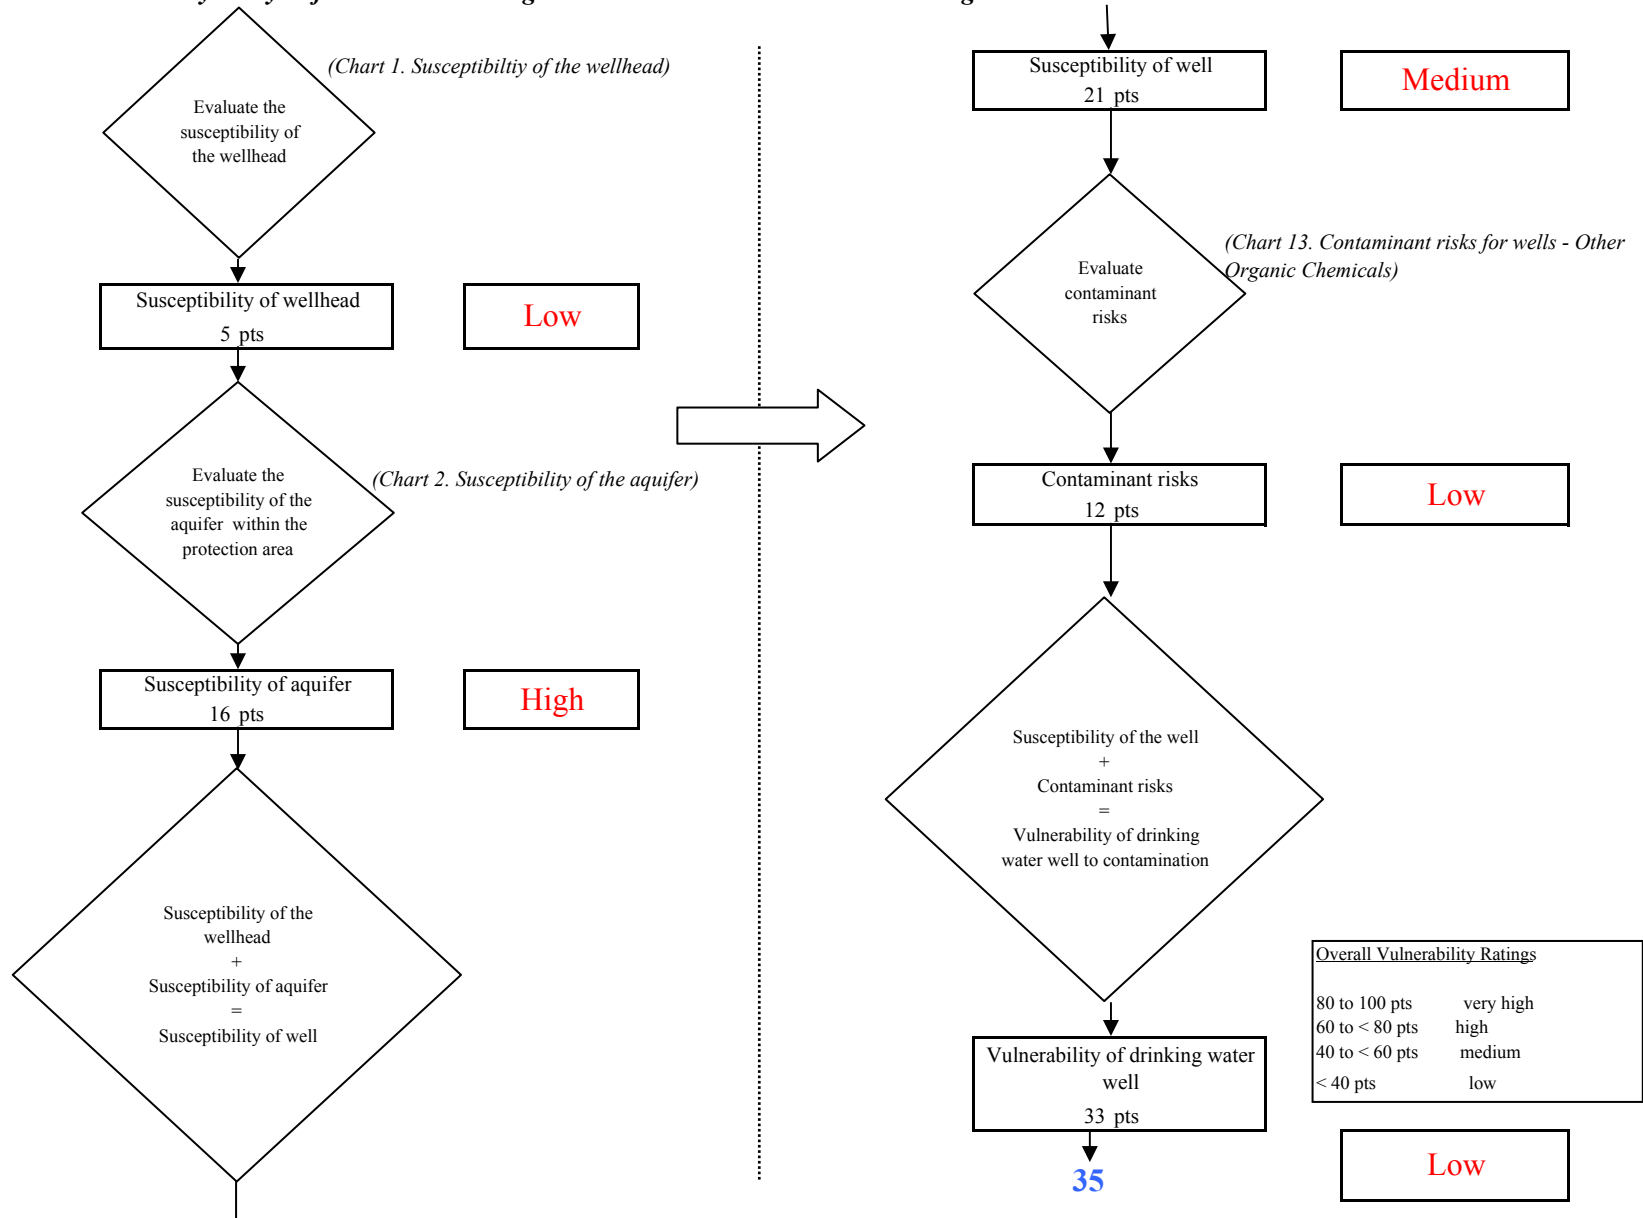 (Chart 1. Susceptibiltiy of the wellhead)
Evaluate the
susceptibility of
the wellhead
Susceptibility of wellhead
5 pts
Low
Evaluate the
susceptibility of the
aquifer within the
protection area
(Chart 2. Susceptibility of the aquifer)
Susceptibility of aquifer
16 pts
High
Susceptibility of the
wellhead
+
Susceptibility of aquifer
=
Susceptibility of well
Susceptibility of well
21 pts
Medium
Evaluate
contaminant
risks
(Chart 13. Contaminant risks for wells - Other
Organic Chemicals)
Contaminant risks
12 pts
Low
Susceptibility of the well
+
Contaminant risks
=
Vulnerability of drinking
water well to contamination
Overall Vulnerability Ratings
80 to 100 pts very high
60 to < 80 pts high
40 to < 60 pts medium
< 40 pts low
Vulnerability of drinking water
well
33 pts
35
Low